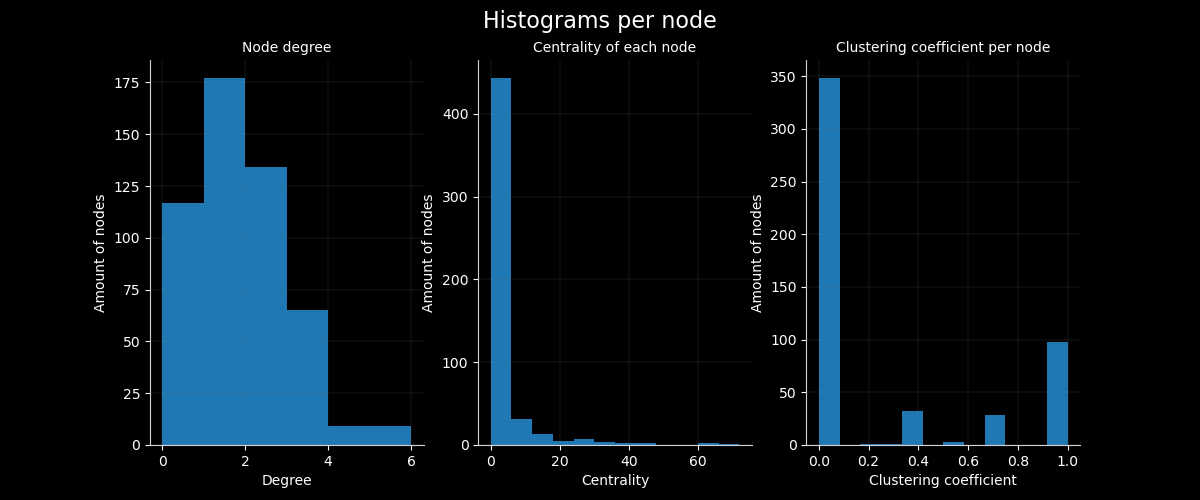 Histograms per node
Node degree
175
150
125
100
75
50
25
0
Amount of nodes
0 2 4 6
Degree
Centrality of each node
400
300
200
100
0
Amount of nodes
0 20 40 60
Centrality
Clustering coefficient per node
350
300
250
200
150
100
50
0
Amount of nodes
0.0 0.2 0.4 0.6 0.8 1.0
Clustering coefficient